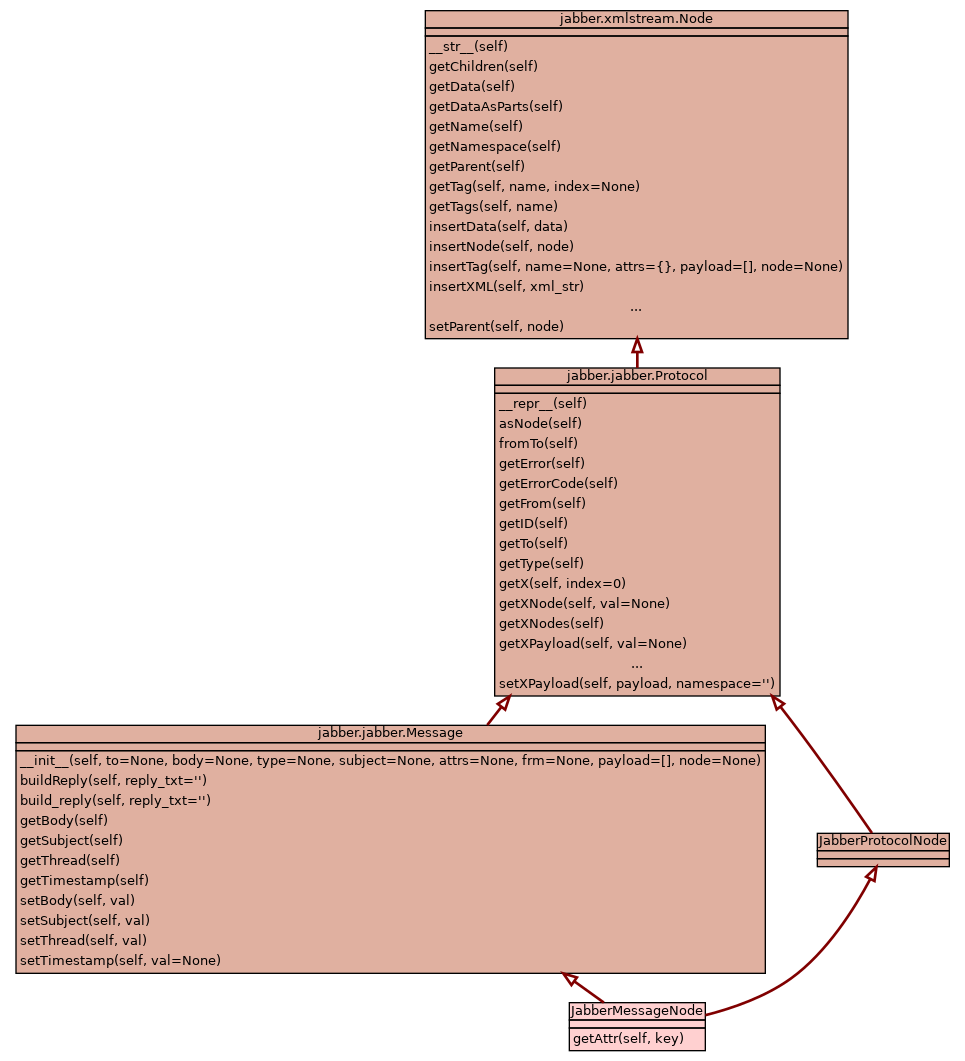 jabber.xmlstream.Node
__str__(self)
getChildren(self)
getData(self)
getDataAsParts(self)
getName(self)
getNamespace(self)
getParent(self)
getTag(self, name, index=None)
getTags(self, name)
insertData(self, data)
insertNode(self, node)
insertTag(self, name=None, attrs={}, payload=[], node=None)
insertXML(self, xml_str)
...
setParent(self, node)
jabber.jabber.Protocol
__repr__(self)
asNode(self)
fromTo(self)
getError(self)
getErrorCode(self)
getFrom(self)
getID(self)
getTo(self)
getType(self)
getX(self, index=0)
getXNode(self, val=None)
getXNodes(self)
getXPayload(self, val=None)
...
setXPayload(self, payload, namespace='')
jabber.jabber.Message
__init__(self, to=None, body=None, type=None, subject=None, attrs=None, frm=None, payload=[], node=None)
buildReply(self, reply_txt='')
build_reply(self, reply_txt='')
getBody(self)
getSubject(self)
getThread(self)
getTimestamp(self)
setBody(self, val)
setSubject(self, val)
setThread(self, val)
setTimestamp(self, val=None)
JabberProtocolNode
JabberMessageNode
getAttr(self, key)